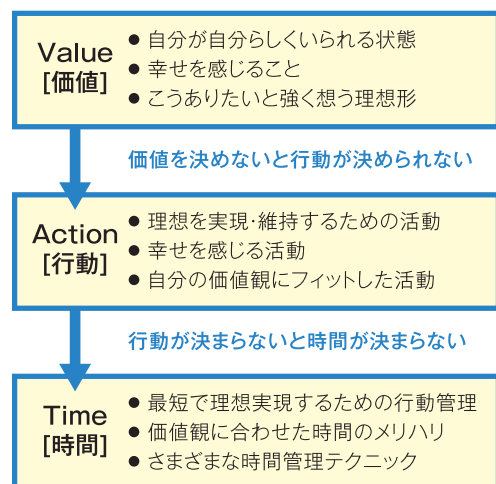 Value
[価値]
● 自分が自分らしくいられる状態
● 幸せを感じること
● こうありたいと強く想う理想形
価値を決めないと行動が決められない
Action
[行動]
● 理想を実現・維持するための活動
● 幸せを感じる活動
● 自分の価値観にフィットした活動
行動が決まらないと時間が決まらない
Time
[時間]
● 最短で理想実現するための行動管理
● 価値観に合わせた時間のメリハリ
● さまざまな時間管理テクニック